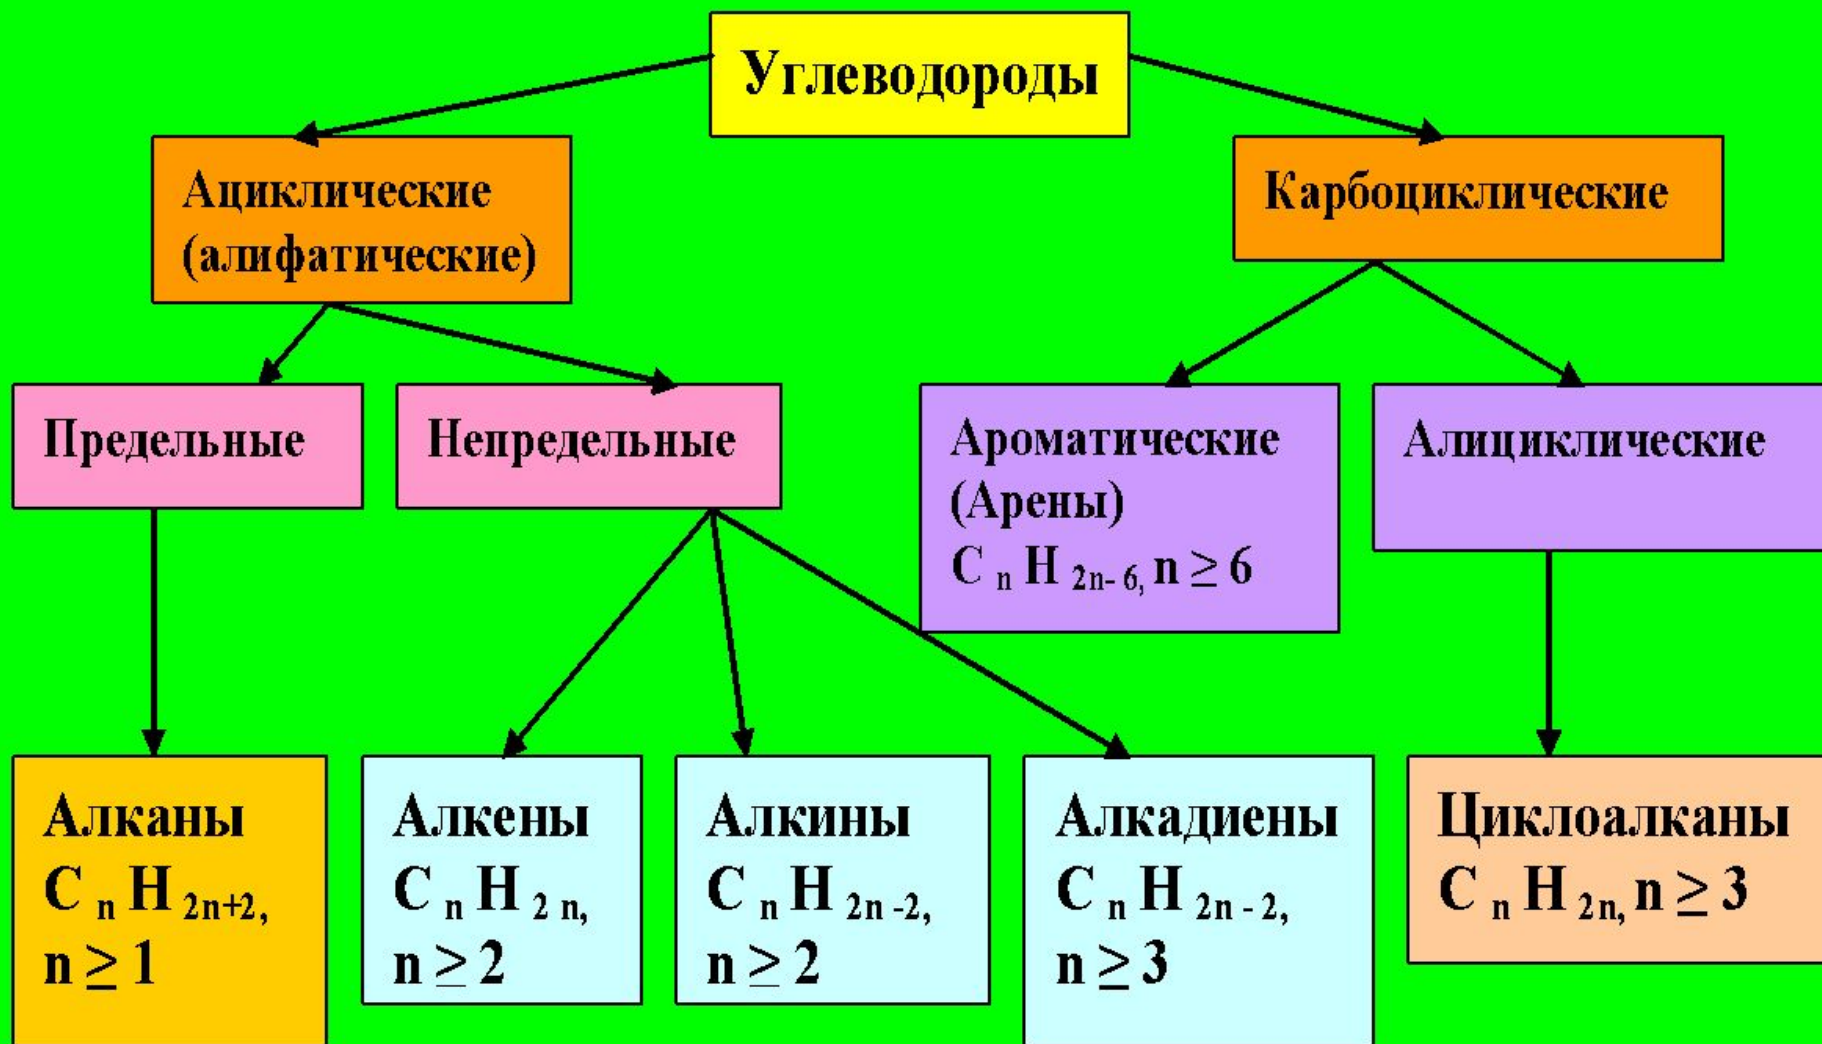 Углеводороды
Ациклические
(алифатические)
Карбоциклические
Предельные
Непредельные
Ароматические
(Арены)
C n H 2n- 6, n ≥ 6
Алициклические
Алканы
C n H 2n+2,
n ≥ 1
Алкены
C n H 2 n,
n ≥ 2
Алкины
C n H 2n -2,
n ≥ 2
Алкадиены
C n H 2n - 2,
n ≥ 3
Циклоалканы
C n H 2n, n ≥ 3